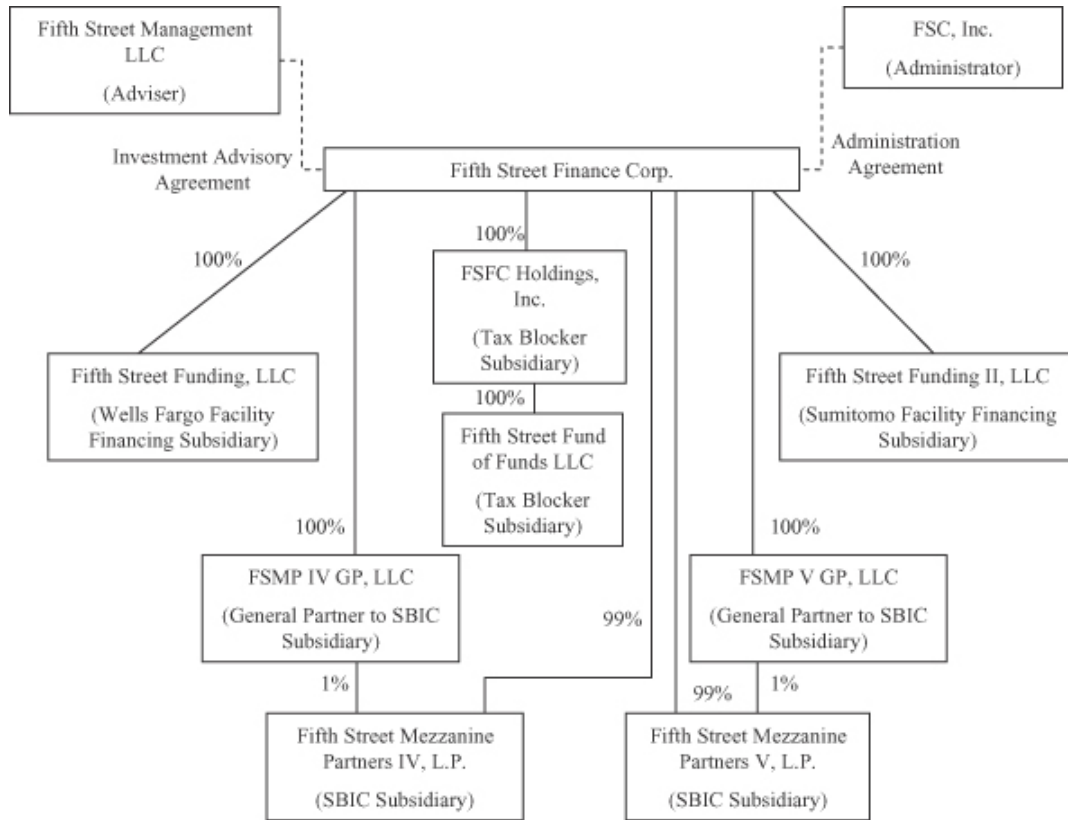 Fifth Street Management
LLC
(Adviser)
FSC, Inc.
(Administrator)
Investment Advisory
Agreement
Administration
Agreement
Fifth Street Finance Corp.
100%
100%
100%
FSFC Holdings,
Inc.
(Tax Blocker
Subsidiary)
Fifth Street Funding, LLC
(Wells Fargo Facility
Financing Subsidiary)
Fifth Street Funding II, LLC
(Sumitomo Facility Financing
Subsidiary)
100%
Fifth Street Fund
of Funds LLC
(Tax Blocker
Subsidiary)
100%
100%
FSMP IV GP, LLC
(General Partner to SBIC
Subsidiary)
99%
FSMP V GP, LLC
(General Partner to SBIC
Subsidiary)
1%
99%
1%
Fifth Street Mezzanine
Partners IV, L.P.
(SBIC Subsidiary)
Fifth Street Mezzanine
Partners V, L.P.
(SBIC Subsidiary)